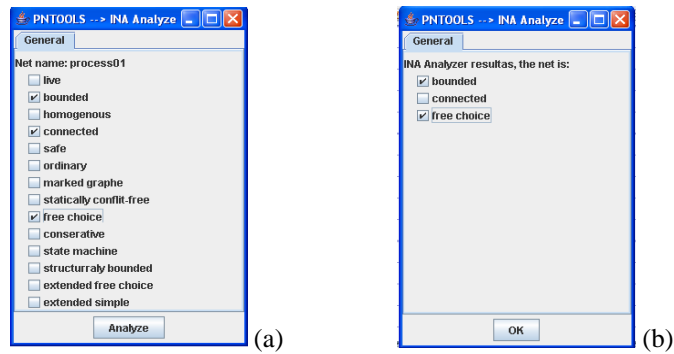 PNTOOLS --> INA Analyze
General
Net name: process01
live
bounded
homogenous
connected
safe
ordinary
marked graphe
statically conflit-free
free choice
conserative
state machine
structurraly bounded
extended free choice
extended simple
Analyze
(a)
PNTOOLS --> INA Analyze
General
INA Analyzer resultas, the net is:
bounded
connected
free choice
OK
(b)